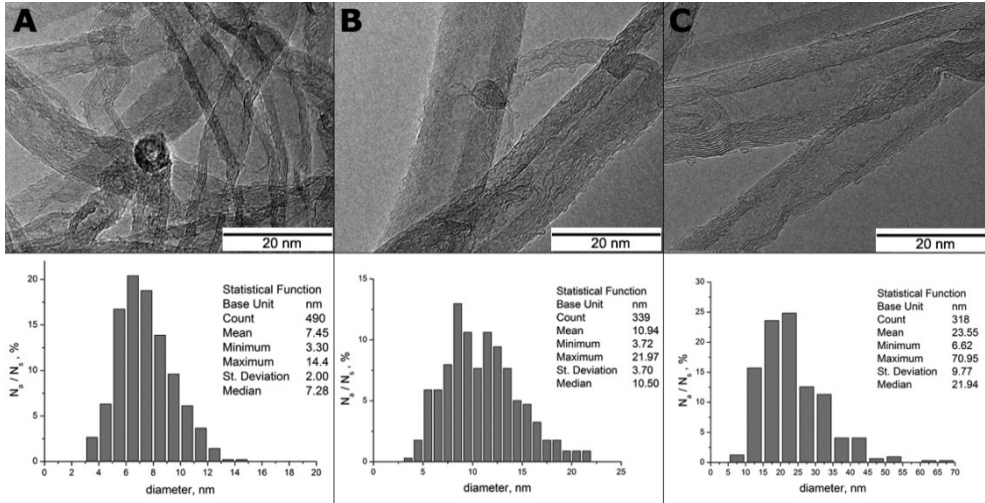 A
B
C
20 nm
20 nm
20 nm
N_a / N_s, %
20
15
10
5
0
0 2 4 6 8 10 12 14 16 18 20
diameter, nm
Statistical Function
Base Unit nm
Count 490
Mean 7.45
Minimum 3.30
Maximum 14.4
St. Deviation 2.00
Median 7.28
N_a / N_s, %
15
10
5
0
0 5 10 15 20 25
diameter, nm
Statistical Function
Base Unit nm
Count 339
Mean 10.94
Minimum 3.72
Maximum 21.97
St. Deviation 3.70
Median 10.50
N_a / N_s, %
30
25
20
15
10
5
0
0 5 10 15 20 25 30 35 40 45 50 55 60 65 70
diameter, nm
Statistical Function
Base Unit nm
Count 318
Mean 23.55
Minimum 6.62
Maximum 70.95
St. Deviation 9.77
Median 21.94